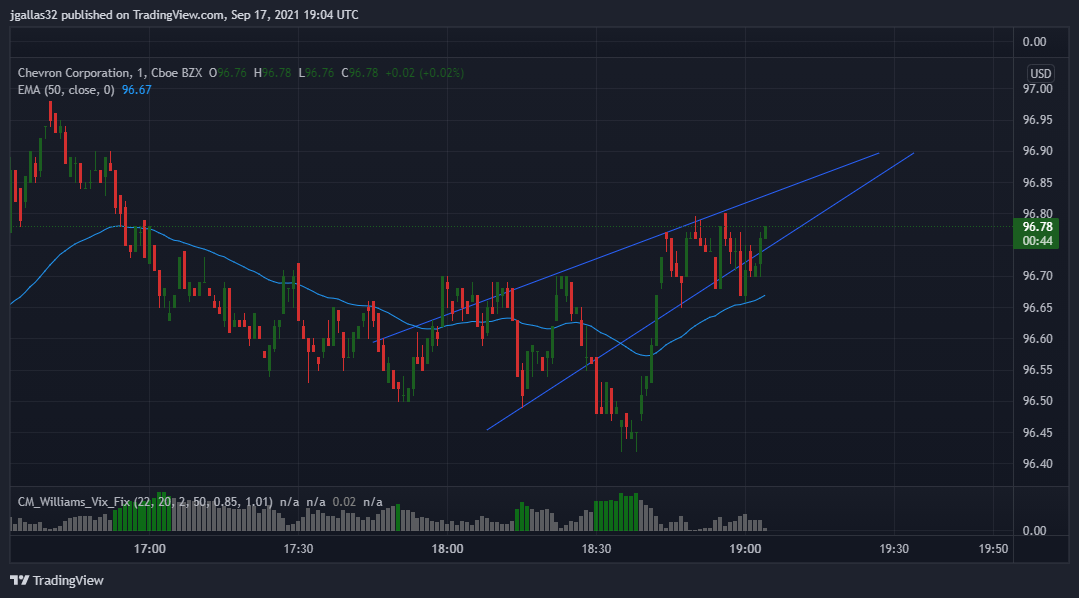 jgallas32 published on TradingView.com, Sep 17, 2021 19:04 UTC
0.00
Chevron Corporation, 1, Cboe BZX O96.76 H96.78 L96.76 C96.78 +0.02 (+0.02%)
USD
EMA (50, close, 0) 96.67
97.00
96.95
96.90
96.85
96.80
96.78
00:44
96.70
96.65
96.60
96.55
96.50
96.45
96.40
CM_Williams_Vix_Fix (22, 20, 2, 50, 0.85, 1.01) n/a n/a 0.02 n/a
0.00
17:00 17:30 18:00 18:30 19:00 19:30 19:50
TradingView